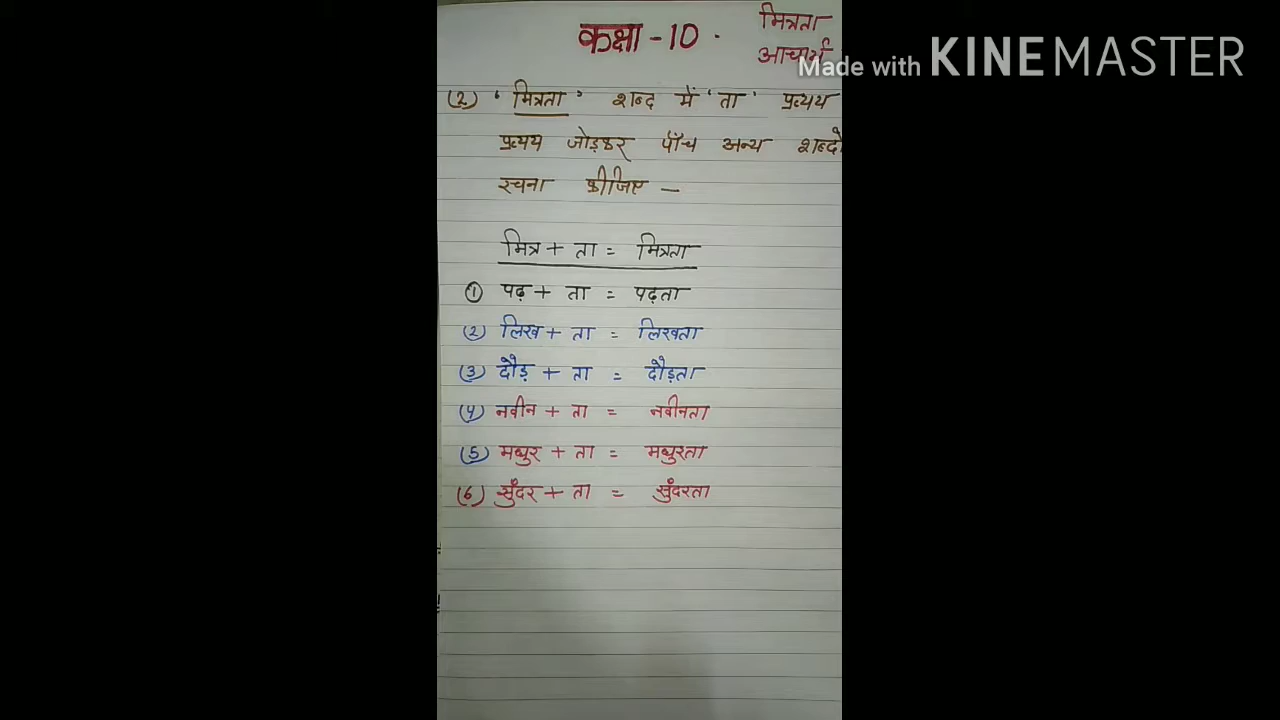 कक्षा - 10.
मित्रता
आचार्य
Made with KINEMASTER
(2) ' मित्रता ' शब्द में 'ता' प्रत्यय
प्रत्यय जोड़कर पाँच अन्य शब्दों
रचना कीजिए -
मित्र + ता = मित्रता
① पढ़ + ता = पढ़ता
(2) लिख + ता = लिखता
(3) दौड़ + ता = दौड़ता
(4) नवीन + ता = नवीनता
(5) मधुर + ता = मधुरता
(6) सुँदर + ता = सुँदरता